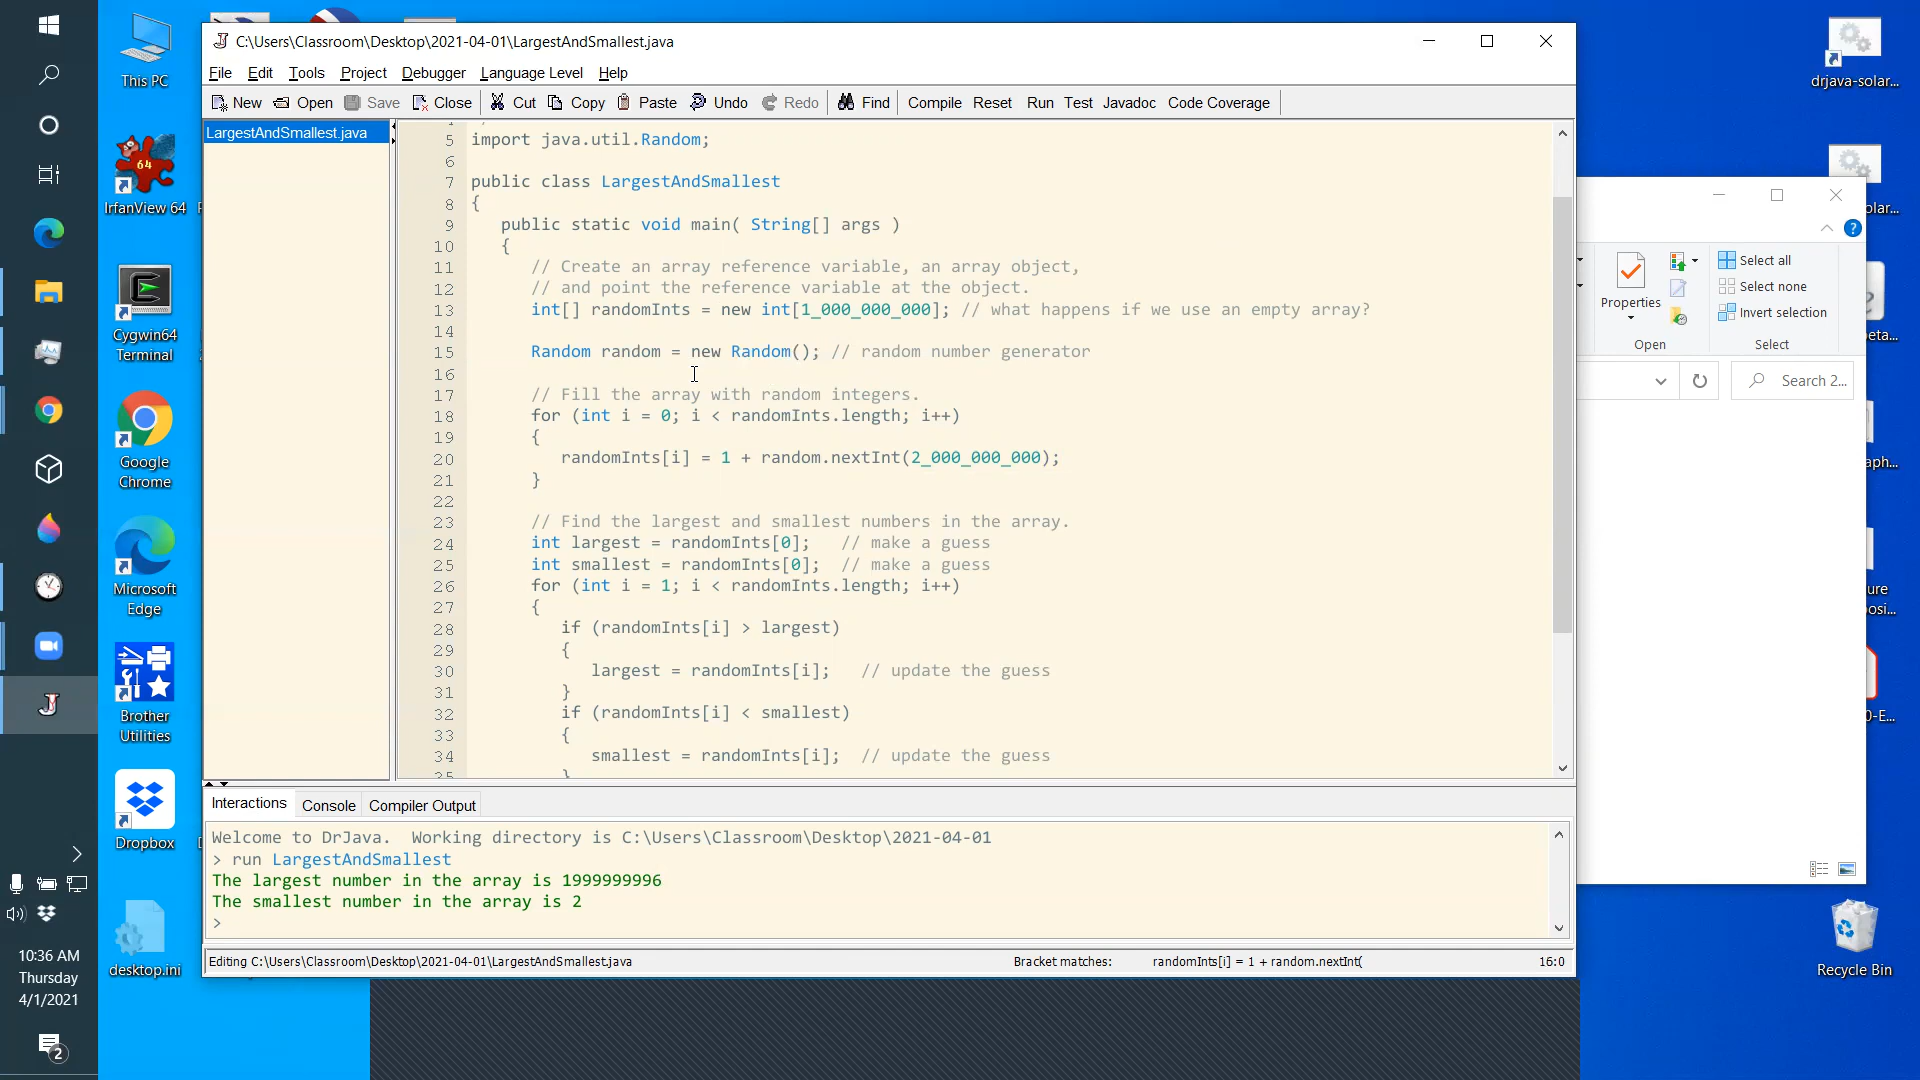 C:\Users\Classroom\Desktop\2021-04-01\LargestAndSmallest.java
File Edit Tools Project Debugger Language Level Help
New Open Save Close Cut Copy Paste Undo Redo Find Compile Reset Run Test Javadoc Code Coverage
LargestAndSmallest.java
5 import java.util.Random;
6
7 public class LargestAndSmallest
8 {
9 public static void main( String[] args )
10 {
11 // Create an array reference variable, an array object,
12 // and point the reference variable at the object.
13 int[] randomInts = new int[1_000_000_000]; // what happens if we use an empty array?
14
15 Random random = new Random(); // random number generator
16
17 // Fill the array with random integers.
18 for (int i = 0; i < randomInts.length; i++)
19 {
20 randomInts[i] = 1 + random.nextInt(2_000_000_000);
21 }
22
23 // Find the largest and smallest numbers in the array.
24 int largest = randomInts[0]; // make a guess
25 int smallest = randomInts[0]; // make a guess
26 for (int i = 1; i < randomInts.length; i++)
27 {
28 if (randomInts[i] > largest)
29 {
30 largest = randomInts[i]; // update the guess
31 }
32 if (randomInts[i] < smallest)
33 {
34 smallest = randomInts[i]; // update the guess
35 }
Interactions Console Compiler Output
Welcome to DrJava. Working directory is C:\Users\Classroom\Desktop\2021-04-01
> run LargestAndSmallest
The largest number in the array is 1999999996
The smallest number in the array is 2
>
Editing C:\Users\Classroom\Desktop\2021-04-01\LargestAndSmallest.java Bracket matches: randomInts[i] = 1 + random.nextInt( 16:0
This PC
64
IrfanView 64
Cygwin64
Terminal
Google
Chrome
Microsoft
Edge
Brother
Utilities
Dropbox
desktop.ini
10:36 AM
Thursday
4/1/2021
2
drjava-solar...
olar...
Properties
Select all
Select none
Invert selection
Open
Select
Search 2...
eta...
aph...
ure
osi...
0-E...
Recycle Bin